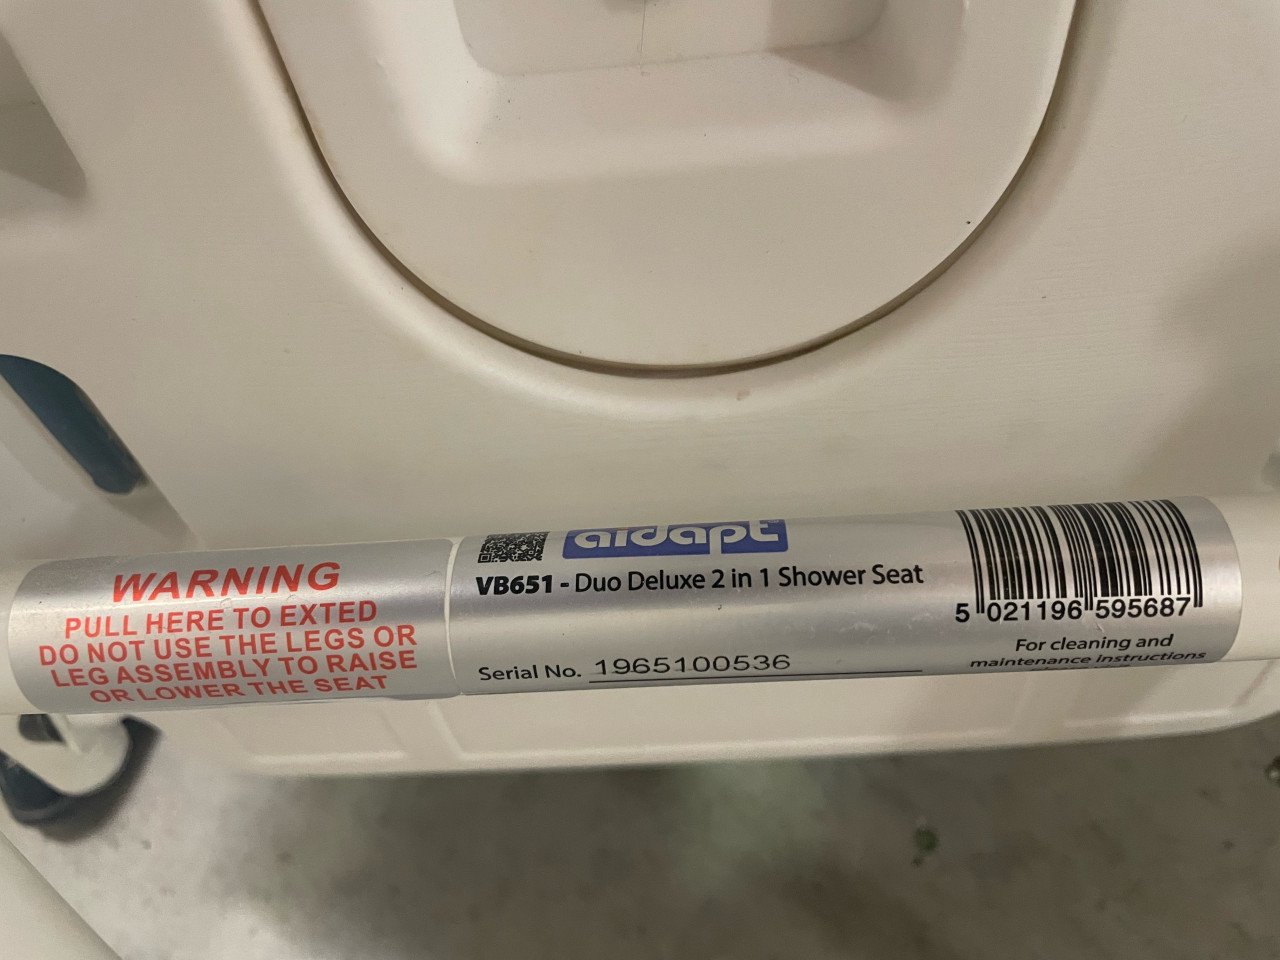 WARNING
PULL HERE TO EXTED
DO NOT USE THE LEGS OR
LEG ASSEMBLY TO RAISE
OR LOWER THE SEAT
aidapt
VB651 - Duo Deluxe 2 in 1 Shower Seat
Serial No. 1965100536
5 021196 595687
For cleaning and
maintenance instructions